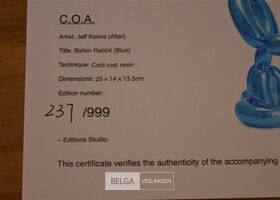 C.O.A.
Artist: Jeff Koons (After)
Title: Ballon Rabbit (Blue)
Technique: Cold cast resin
Dimensions: 25 x 14 x 13.5cm
Edition number:
237 /999
– Editions Studio.
This certificate verifies the authenticity of the accompanying
BELGA VEILINGEN